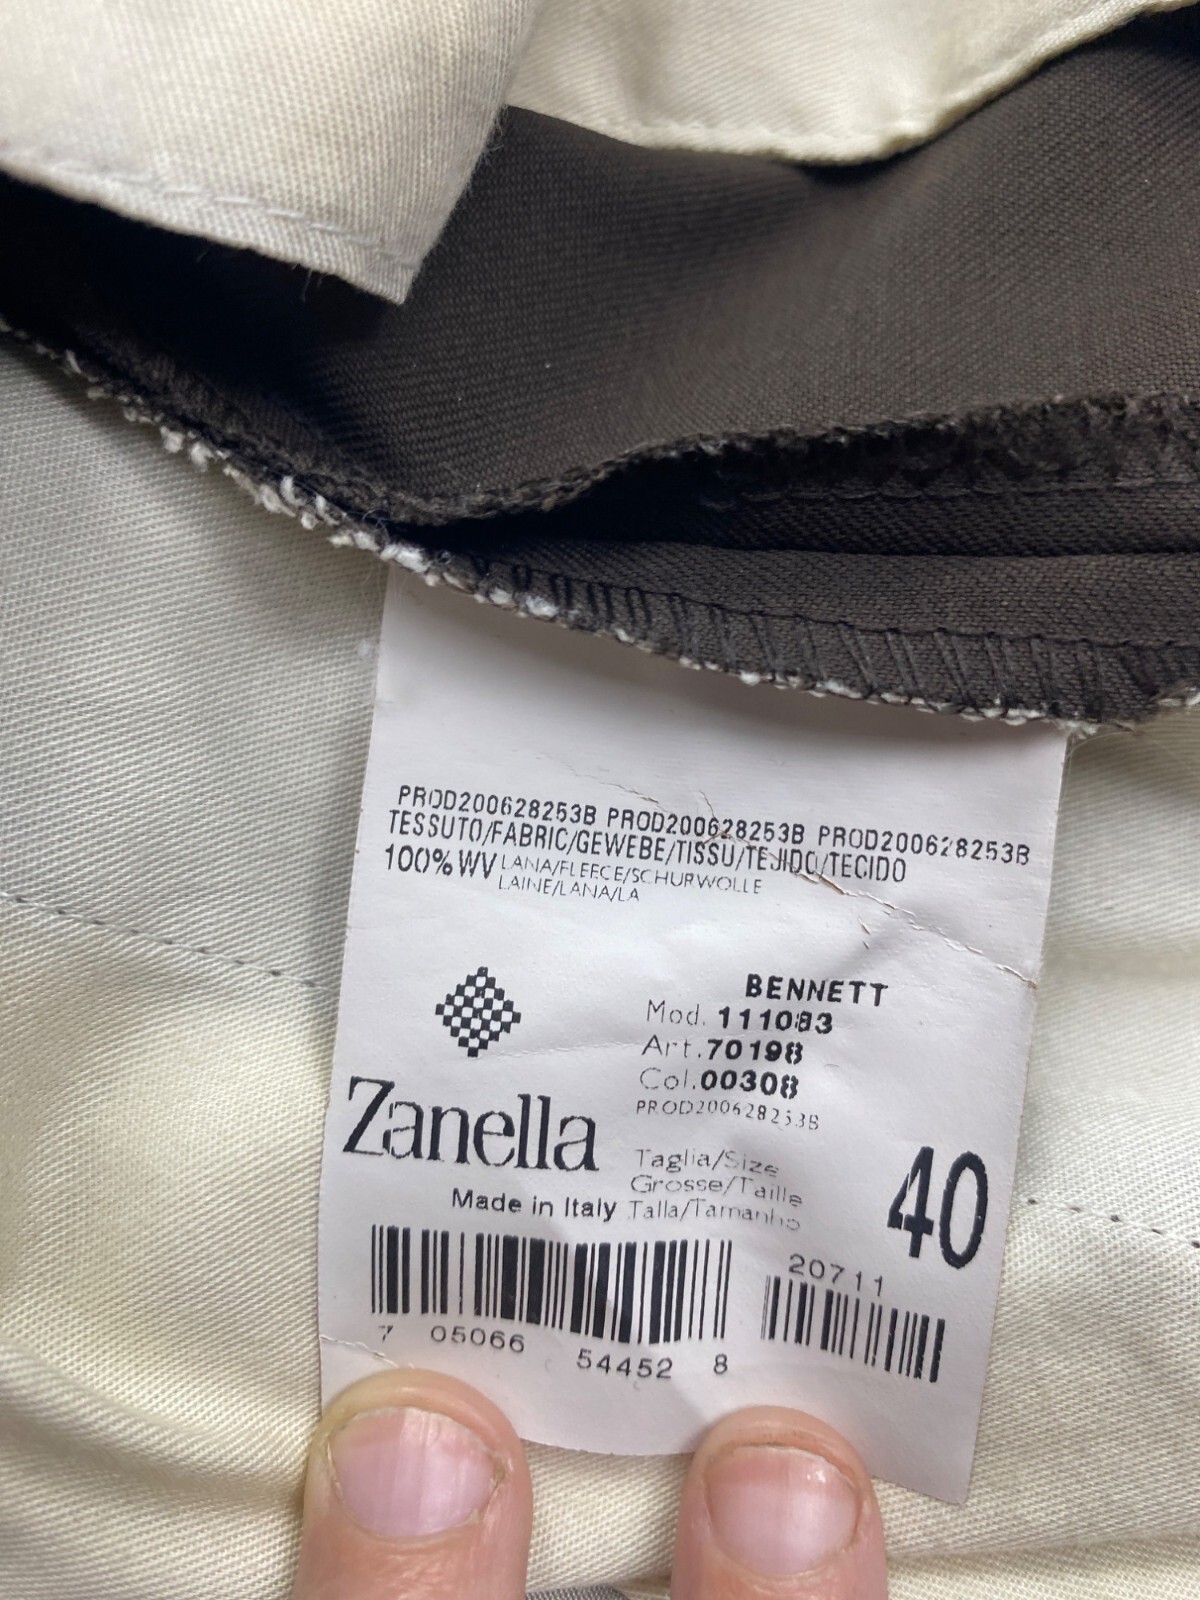 PROD200628253B PROD200628253B PROD200628253B
TESSUTO/FABRIC/GEWEBE/TISSU/TEJIDO/TECIDO
100% WV LANA/FLEECE/SCHURWOLLE
LAINE/LANA/LA
BENNETT
Mod. 111083
Art. 70198
Col. 00308
PROD200628253B
Zanella
Made in Italy
Taglia/Size
Grosse/Taille
Talla/Tamanho
40
20711
7 05066 54452 8